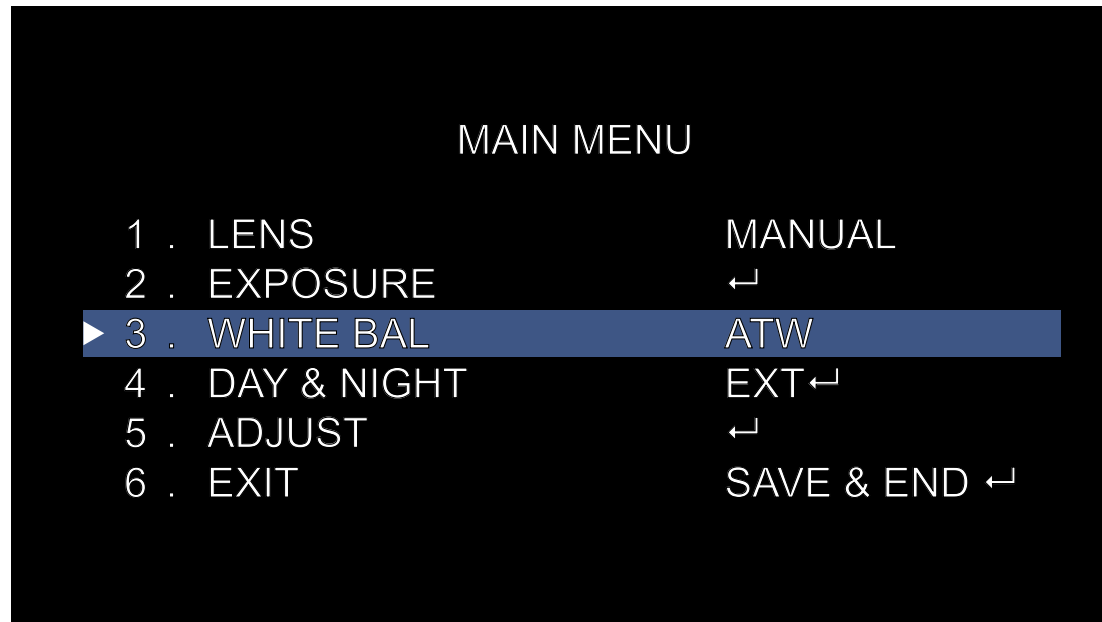 MAIN MENU
1 . LENS MANUAL
2 . EXPOSURE ↵
▶ 3 . WHITE BAL ATW
4 . DAY & NIGHT EXT↵
5 . ADJUST ↵
6 . EXIT SAVE & END ↵